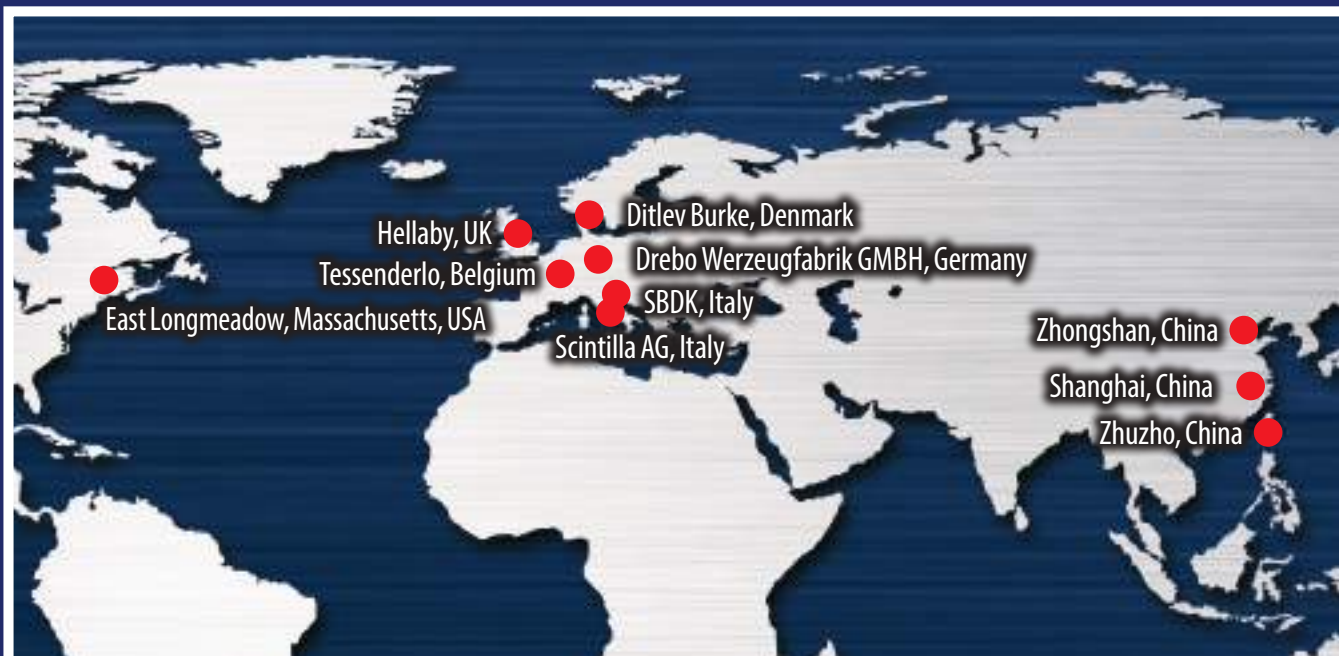 Ditlev Burke, Denmark
Hellaby, UK
Drebo Werzeugfabrik GMBH, Germany
Tessenderlo, Belgium
SBDK, Italy
East Longmeadow, Massachusetts, USA
Scintilla AG, Italy
Zhongshan, China
Shanghai, China
Zhuzho, China